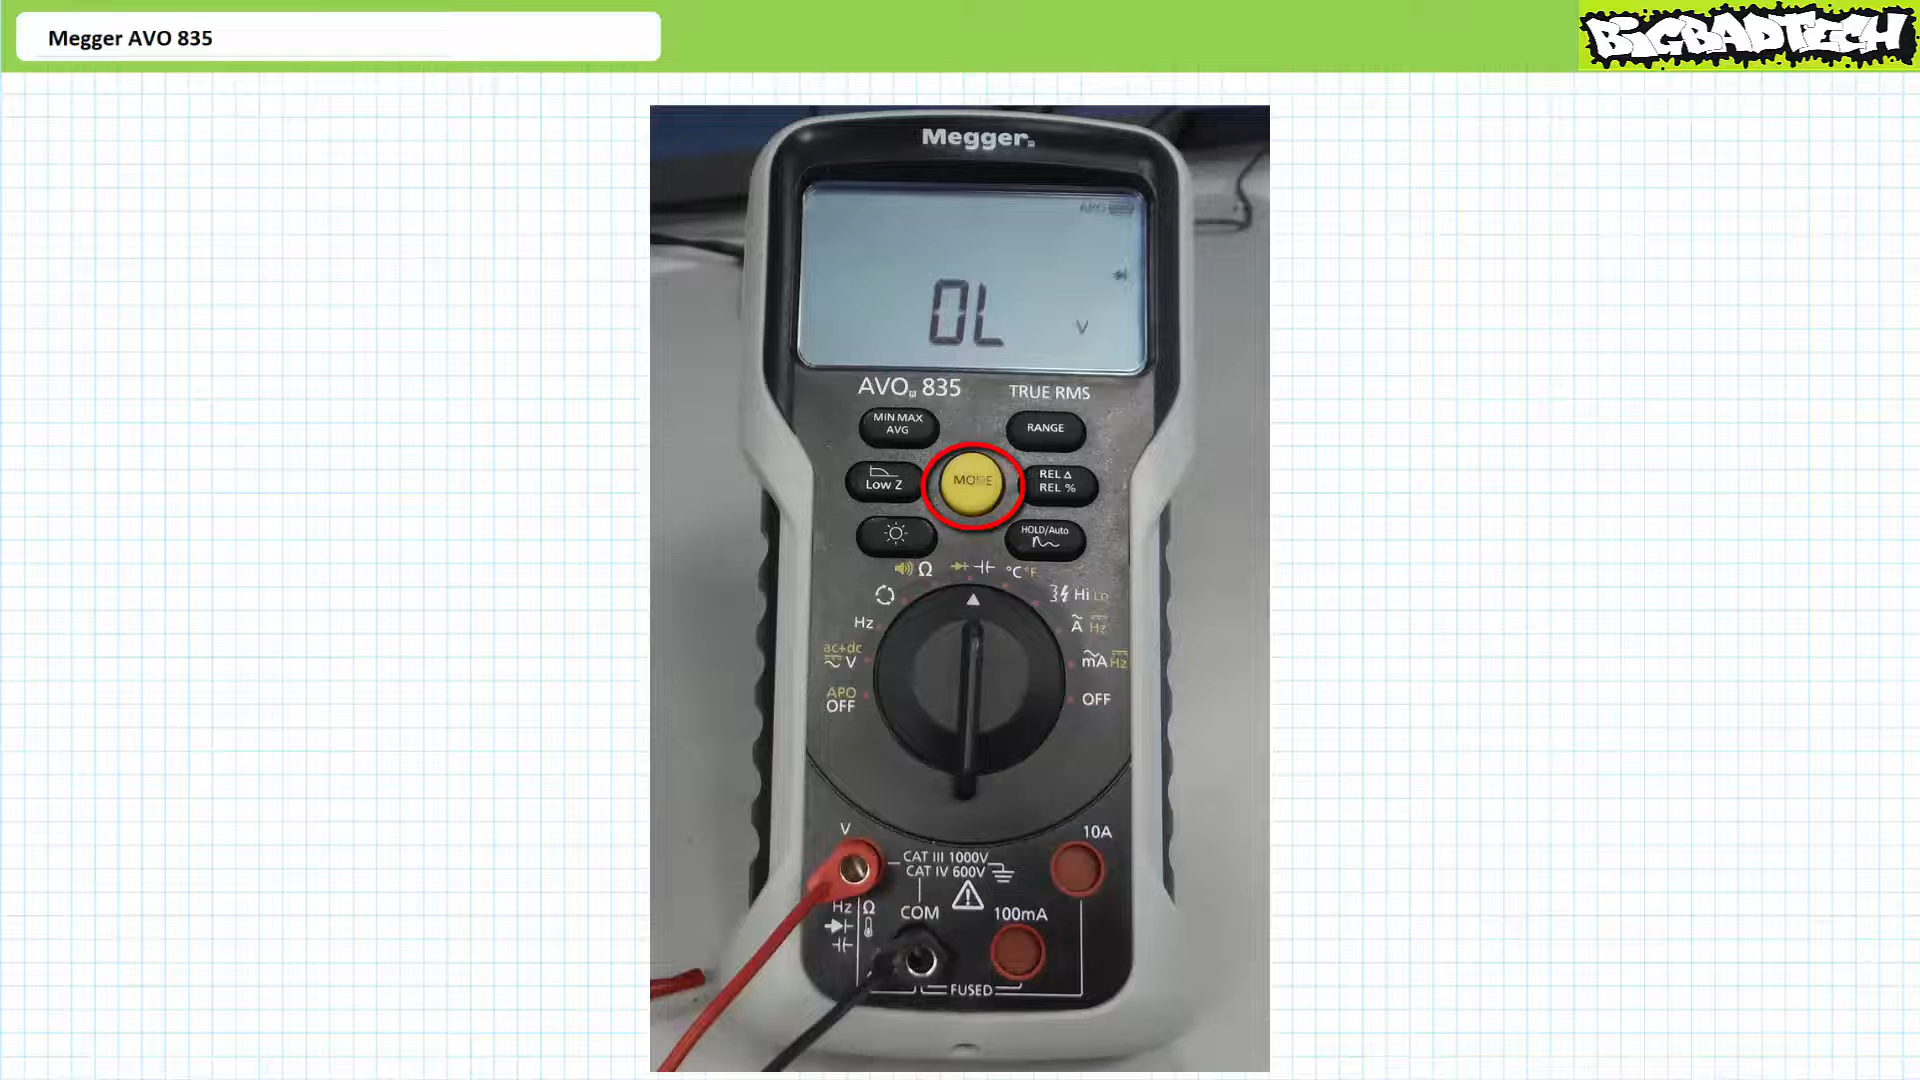 Megger AVO 835
BIGBADTECH
Megger
APO
OL
V
AVO 835
TRUE RMS
MIN MAX
AVG
RANGE
Low Z
MODE
REL Δ
REL %
HOLD/Auto
Ω
°C °F
Hz
Hi Lo
A Hz
ac+dc
V
mA Hz
APO
OFF
OFF
V
10A
CAT III 1000V
CAT IV 600V
Hz Ω
COM
100mA
FUSED